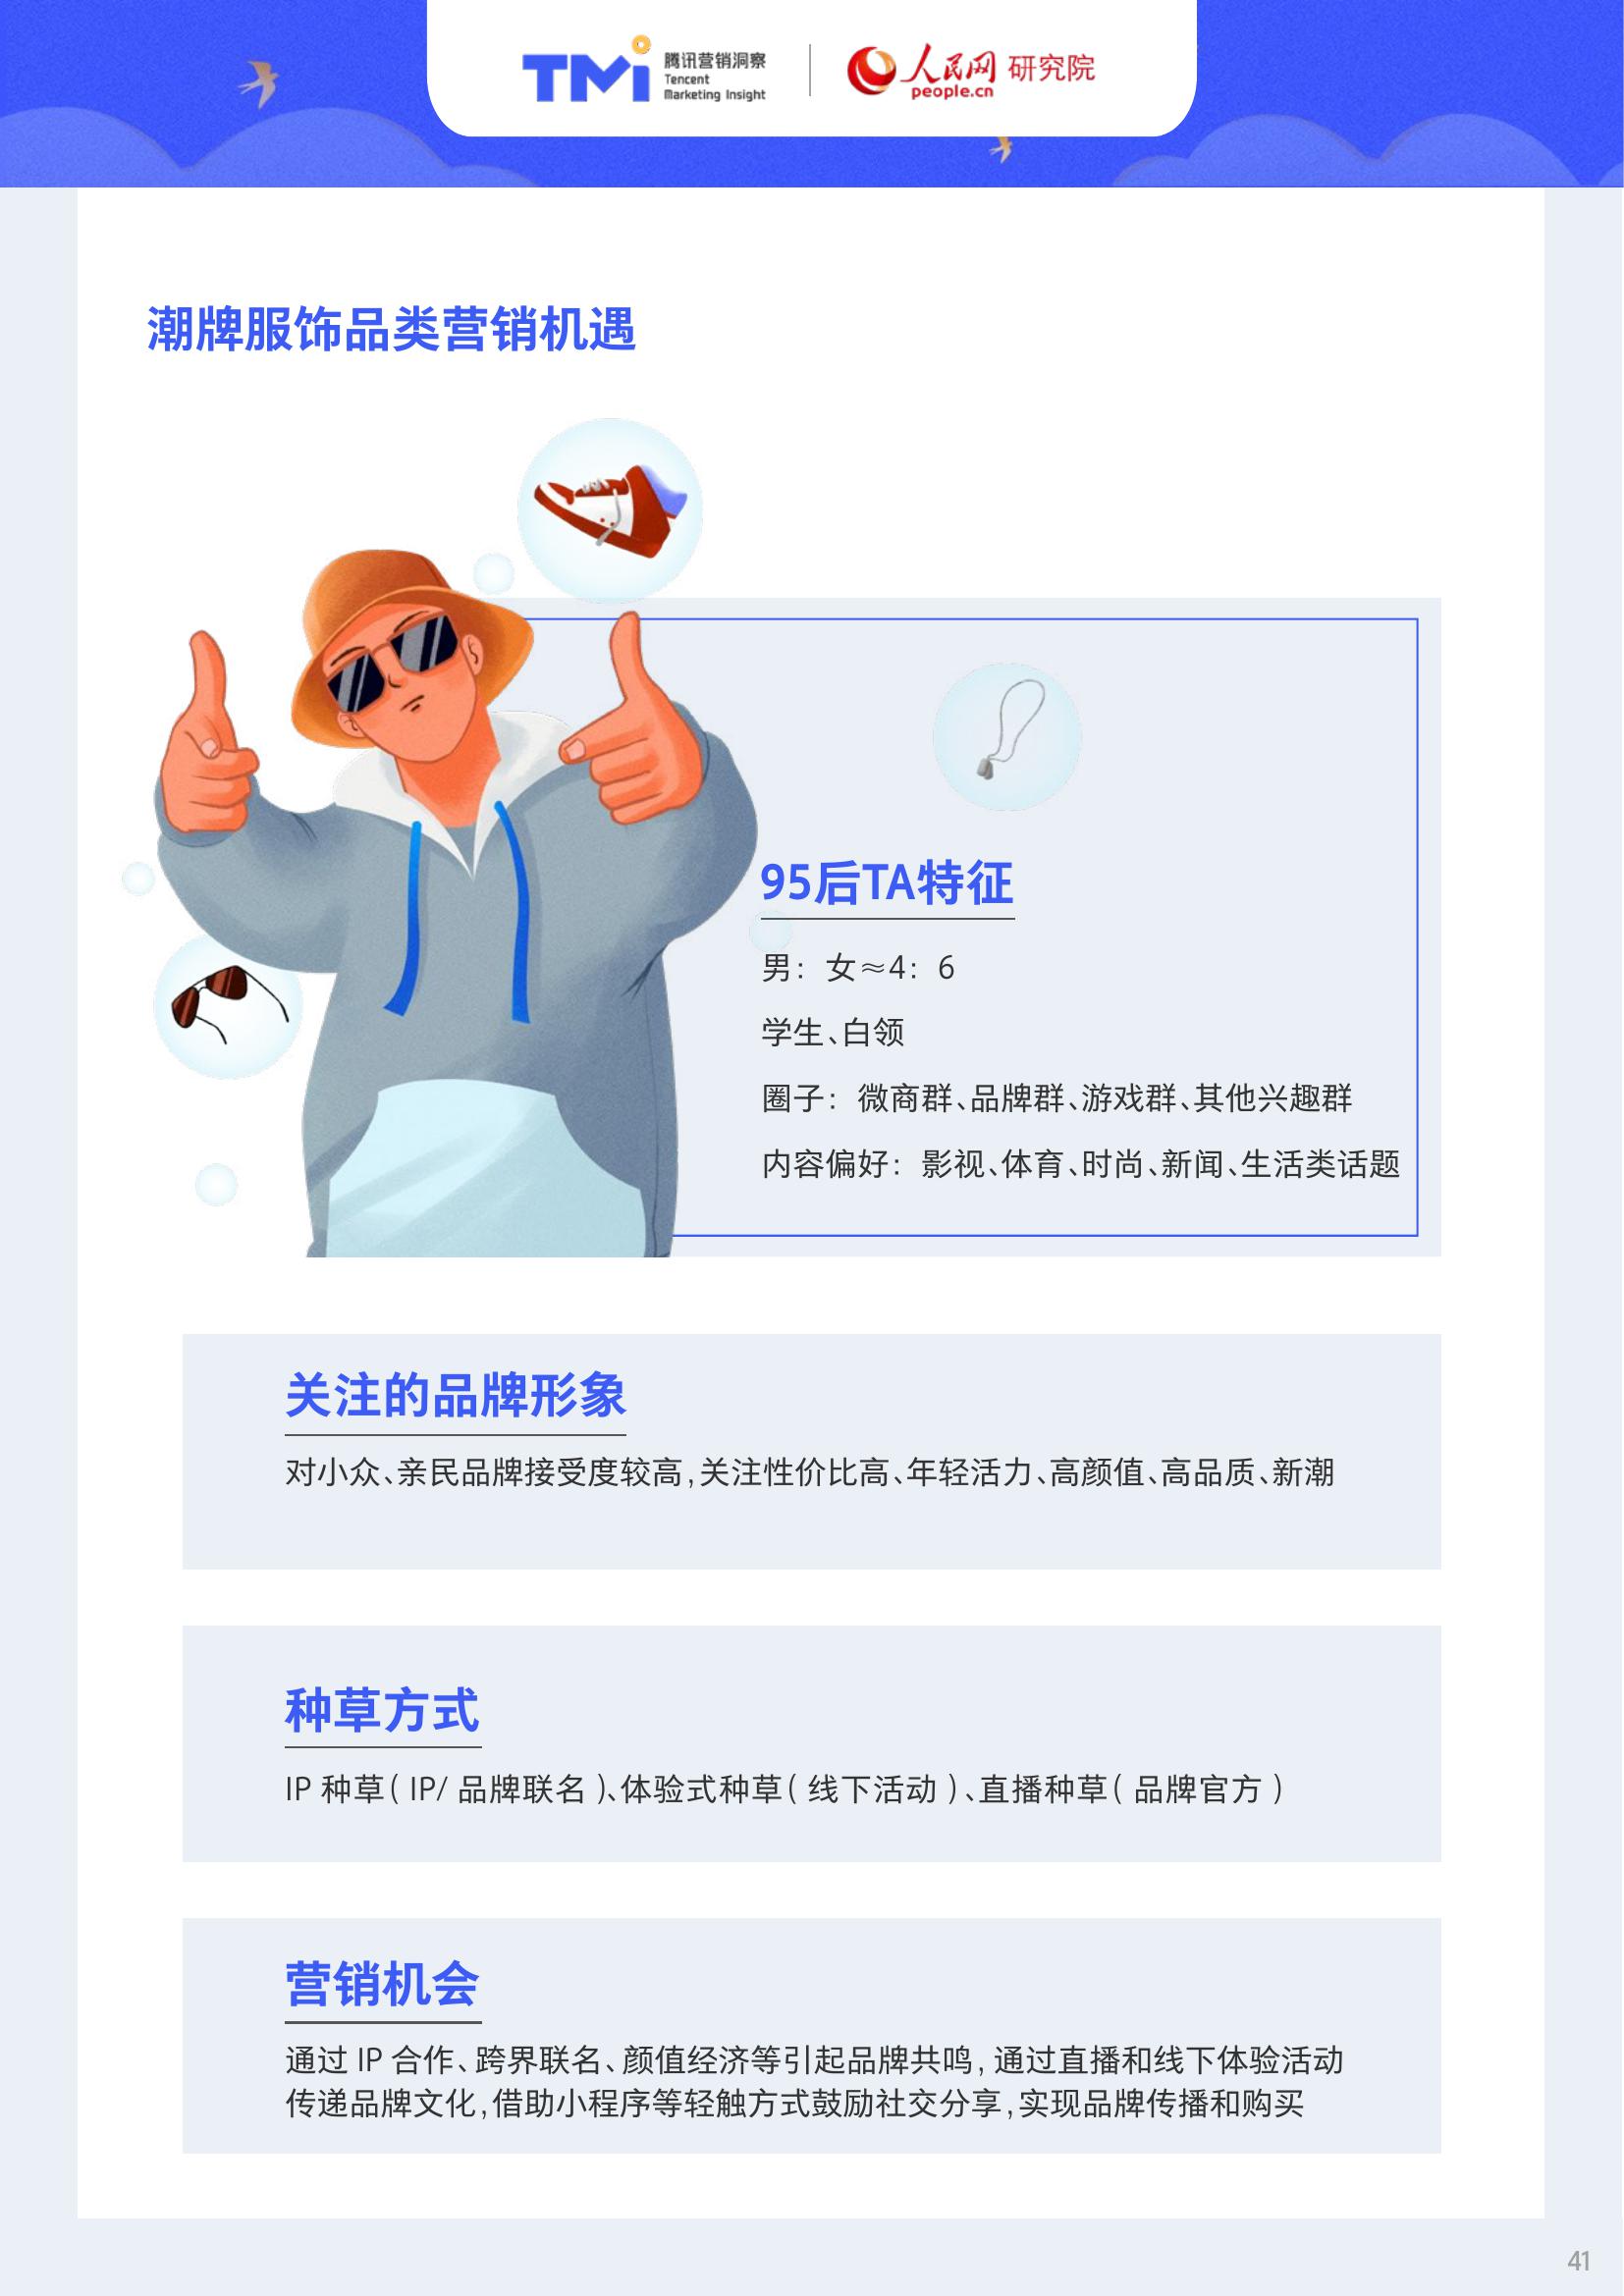 TMi 腾讯营销洞察
Tencent
Marketing Insight
人民网 研究院
people.cn
潮牌服饰品类营销机遇
95后TA特征
男：女≈4：6
学生、白领
圈子：微商群、品牌群、游戏群、其他兴趣群
内容偏好：影视、体育、时尚、新闻、生活类话题
关注的品牌形象
对小众、亲民品牌接受度较高,关注性价比高、年轻活力、高颜值、高品质、新潮
种草方式
IP 种草( IP/ 品牌联名 )、体验式种草( 线下活动 )、直播种草( 品牌官方 )
营销机会
通过 IP 合作、跨界联名、颜值经济等引起品牌共鸣, 通过直播和线下体验活动
传递品牌文化,借助小程序等轻触方式鼓励社交分享,实现品牌传播和购买
41